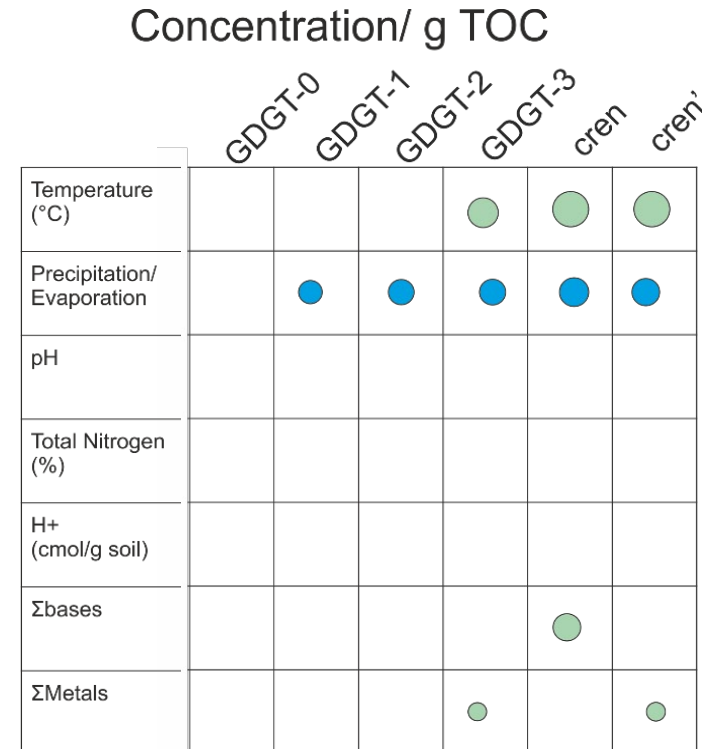 Concentration/ g TOC
GDGT-0
GDGT-1
GDGT-2
GDGT-3
cren
cren’
Temperature
(°C)
Precipitation/
Evaporation
pH
Total Nitrogen
(%)
H+
(cmol/g soil)
Σbases
ΣMetals